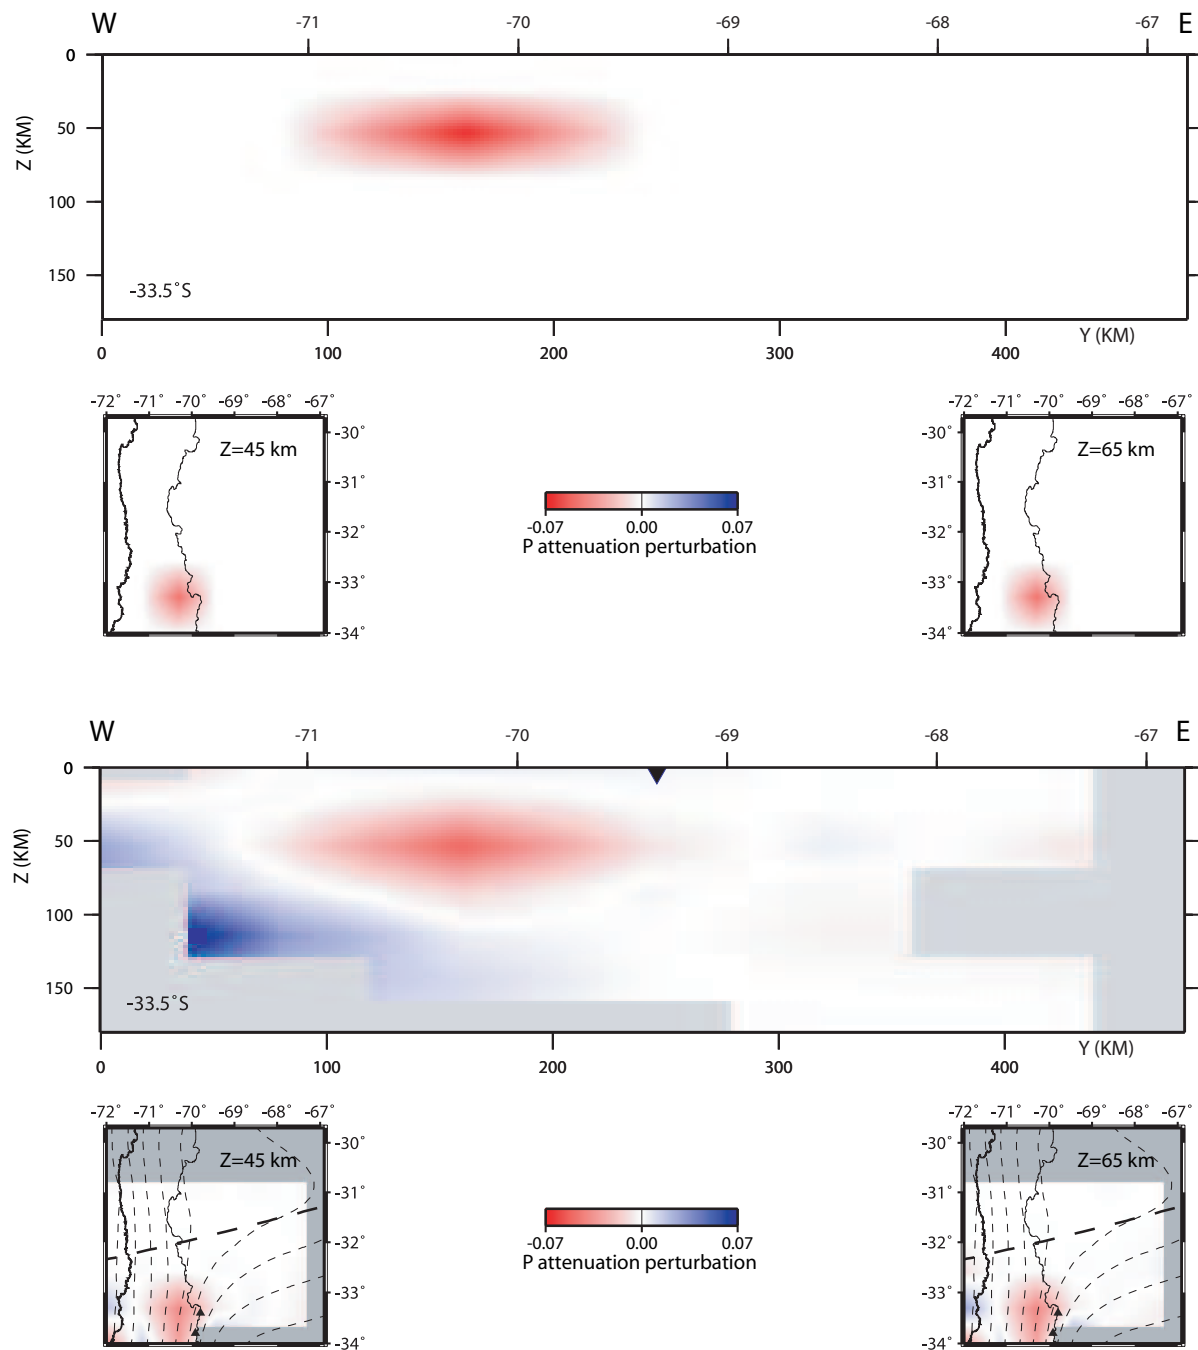 W -71 -70 -69 -68 -67 E
0
50
100
150
Z (KM)
-33.5˚S
Y (KM)
0 100 200 300 400
-72˚ -71˚ -70˚ -69˚ -68˚ -67˚
Z=45 km
-30˚
-31˚
-32˚
-33˚
-34˚
-0.07 0.00 0.07
P attenuation perturbation
-72˚ -71˚ -70˚ -69˚ -68˚ -67˚
Z=65 km
-30˚
-31˚
-32˚
-33˚
-34˚
W -71 -70 -69 -68 -67 E
0
50
100
150
Z (KM)
-33.5˚S
Y (KM)
0 100 200 300 400
-72˚ -71˚ -70˚ -69˚ -68˚ -67˚
Z=45 km
-30˚
-31˚
-32˚
-33˚
-34˚
-0.07 0.00 0.07
P attenuation perturbation
-72˚ -71˚ -70˚ -69˚ -68˚ -67˚
Z=65 km
-30˚
-31˚
-32˚
-33˚
-34˚